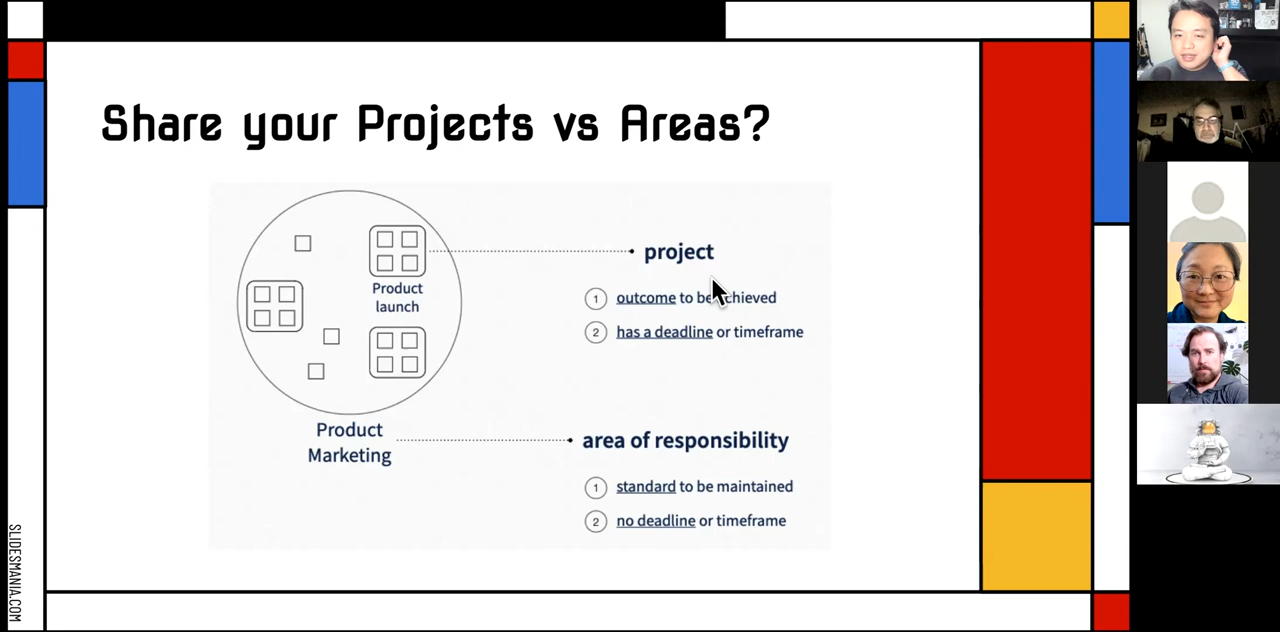 Share your Projects vs Areas?
Product
launch
Product
Marketing
project
1 outcome to be achieved
2 has a deadline or timeframe
area of responsibility
1 standard to be maintained
2 no deadline or timeframe
SLIDESMANIA.COM